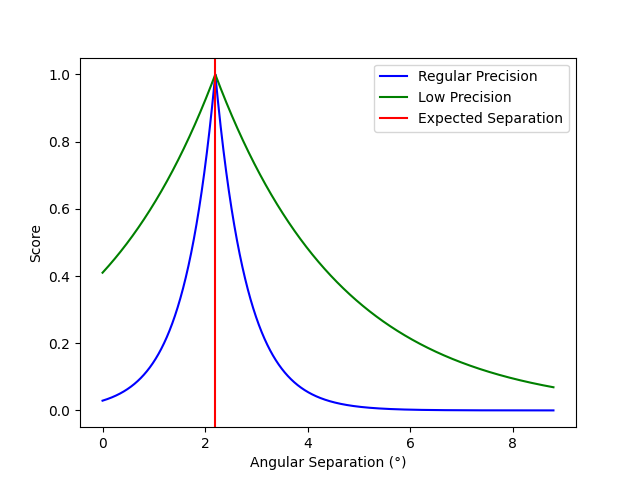 Regular Precision
Low Precision
Expected Separation
Score
1.0
0.8
0.6
0.4
0.2
0.0
0 2 4 6 8
Angular Separation (°)